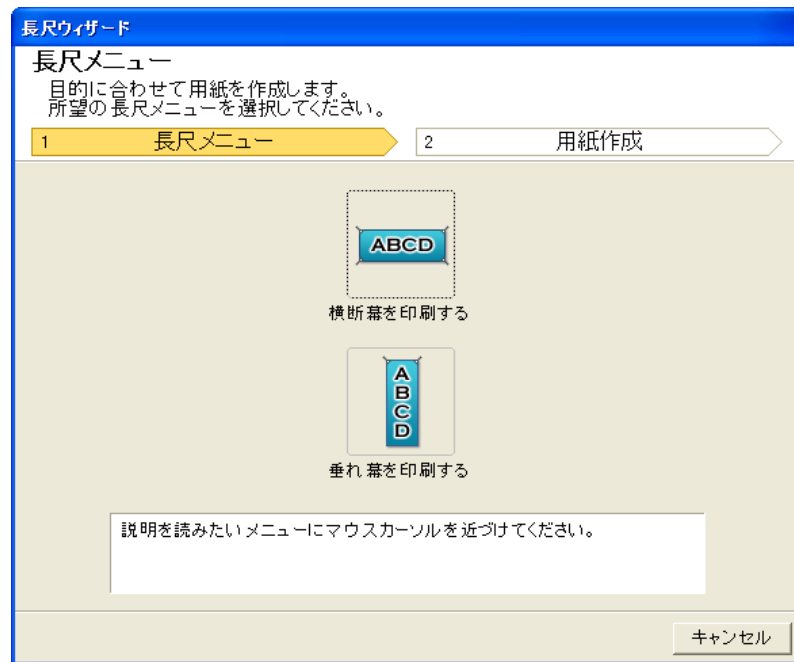 長尺ウィザード
長尺メニュー
目的に合わせて用紙を作成します。
所望の長尺メニューを選択してください。
1 長尺メニュー 2 用紙作成
ABCD
横断幕を印刷する
A
B
C
D
垂れ幕を印刷する
説明を読みたいメニューにマウスカーソルを近づけてください。
キャンセル